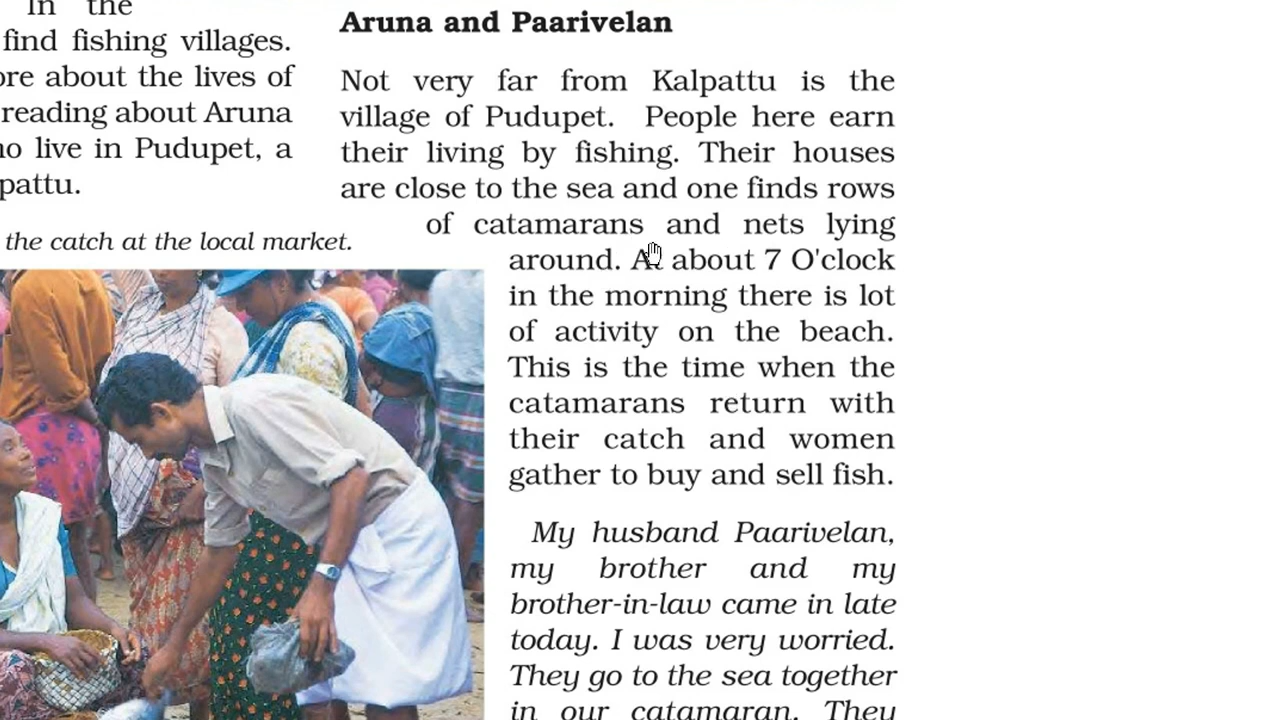 In the
find fishing villages.
ore about the lives of
reading about Aruna
no live in Pudupet, a
pattu.
the catch at the local market.
Aruna and Paarivelan
Not very far from Kalpattu is the
village of Pudupet. People here earn
their living by fishing. Their houses
are close to the sea and one finds rows
of catamarans and nets lying
around. At about 7 O'clock
in the morning there is lot
of activity on the beach.
This is the time when the
catamarans return with
their catch and women
gather to buy and sell fish.
My husband Paarivelan,
my brother and my
brother-in-law came in late
today. I was very worried.
They go to the sea together
in our catamaran. They